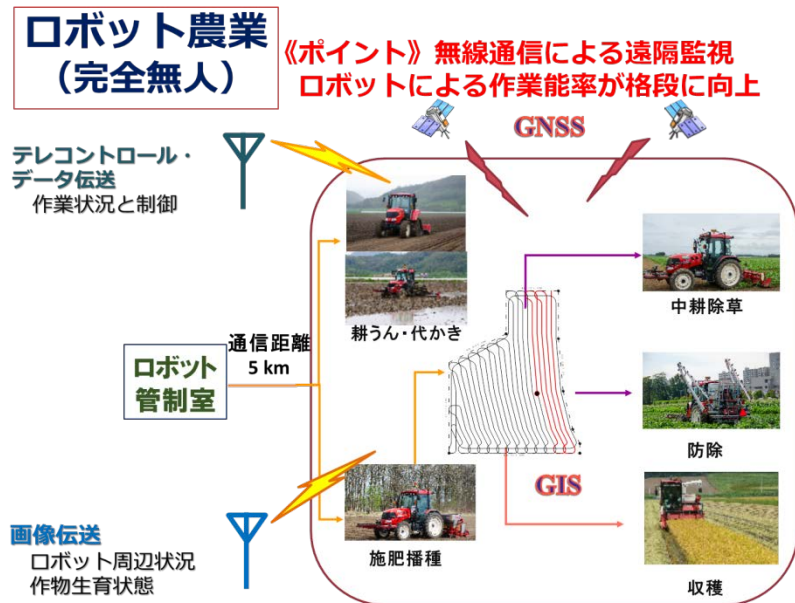 ロボット農業
（完全無人）
《ポイント》無線通信による遠隔監視
ロボットによる作業能率が格段に向上
GNSS
テレコントロール・
データ伝送
作業状況と制御
中耕除草
耕うん・代かき
通信距離
5 km
ロボット
管制室
防除
GIS
施肥播種
画像伝送
ロボット周辺状況
作物生育状態
収穫